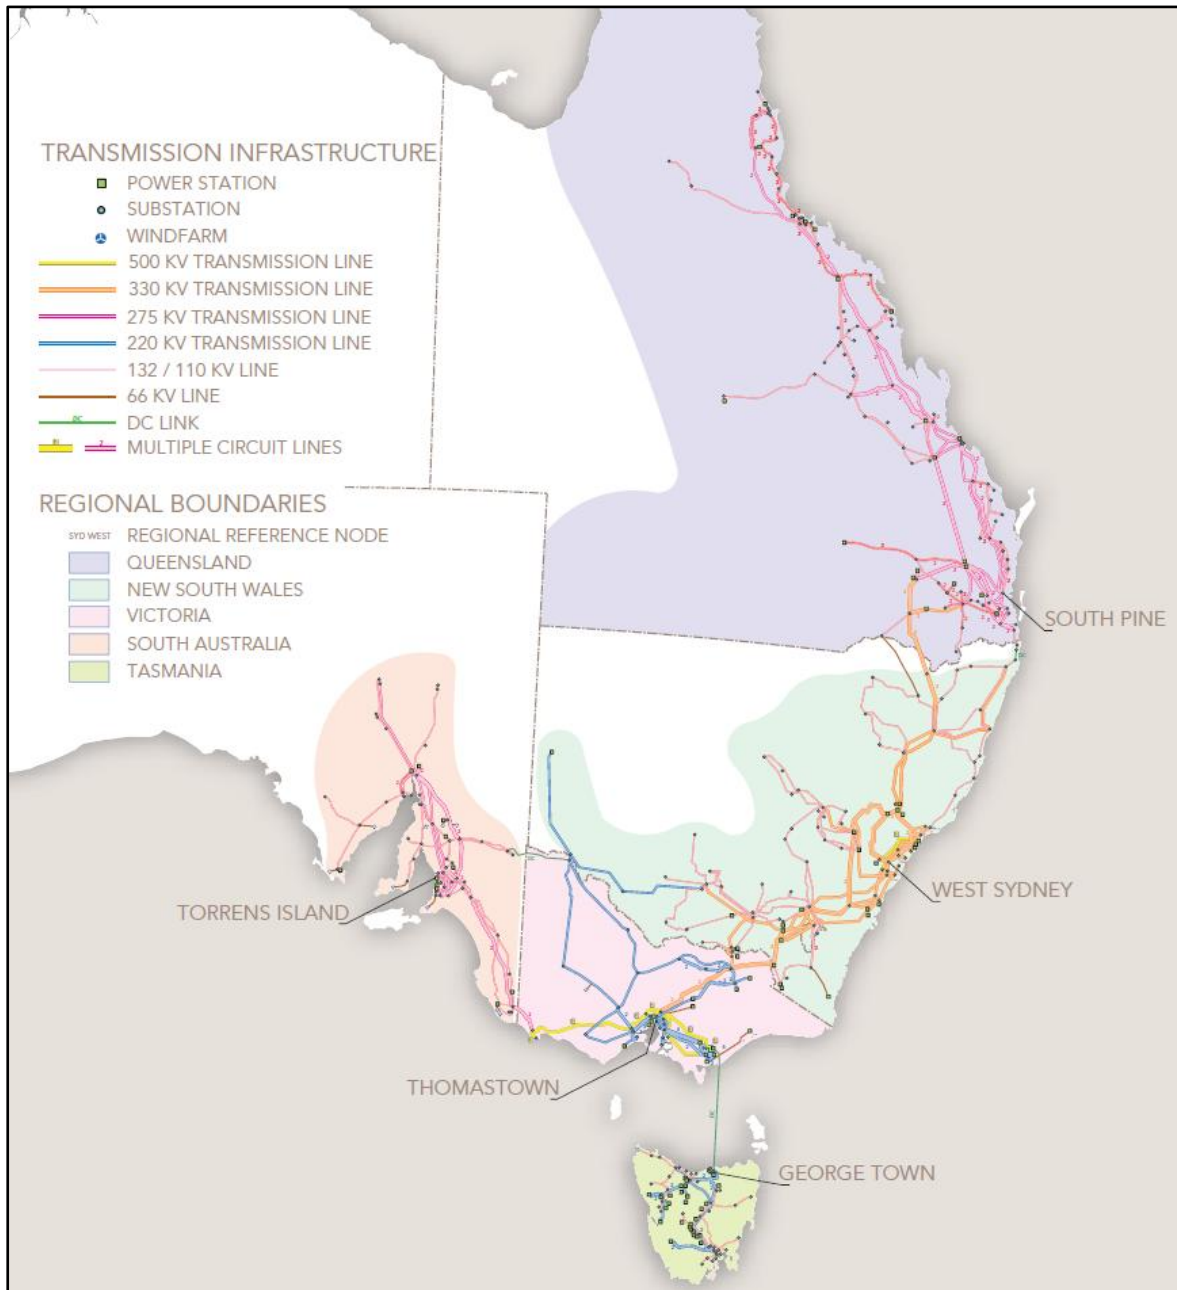 TRANSMISSION INFRASTRUCTURE
POWER STATION
SUBSTATION
WINDFARM
500 KV TRANSMISSION LINE
330 KV TRANSMISSION LINE
275 KV TRANSMISSION LINE
220 KV TRANSMISSION LINE
132 / 110 KV LINE
66 KV LINE
DC LINK
MULTIPLE CIRCUIT LINES
REGIONAL BOUNDARIES
SYD WEST REGIONAL REFERENCE NODE
QUEENSLAND
NEW SOUTH WALES
VICTORIA
SOUTH AUSTRALIA
TASMANIA
SOUTH PINE
WEST SYDNEY
TORRENS ISLAND
THOMASTOWN
GEORGE TOWN